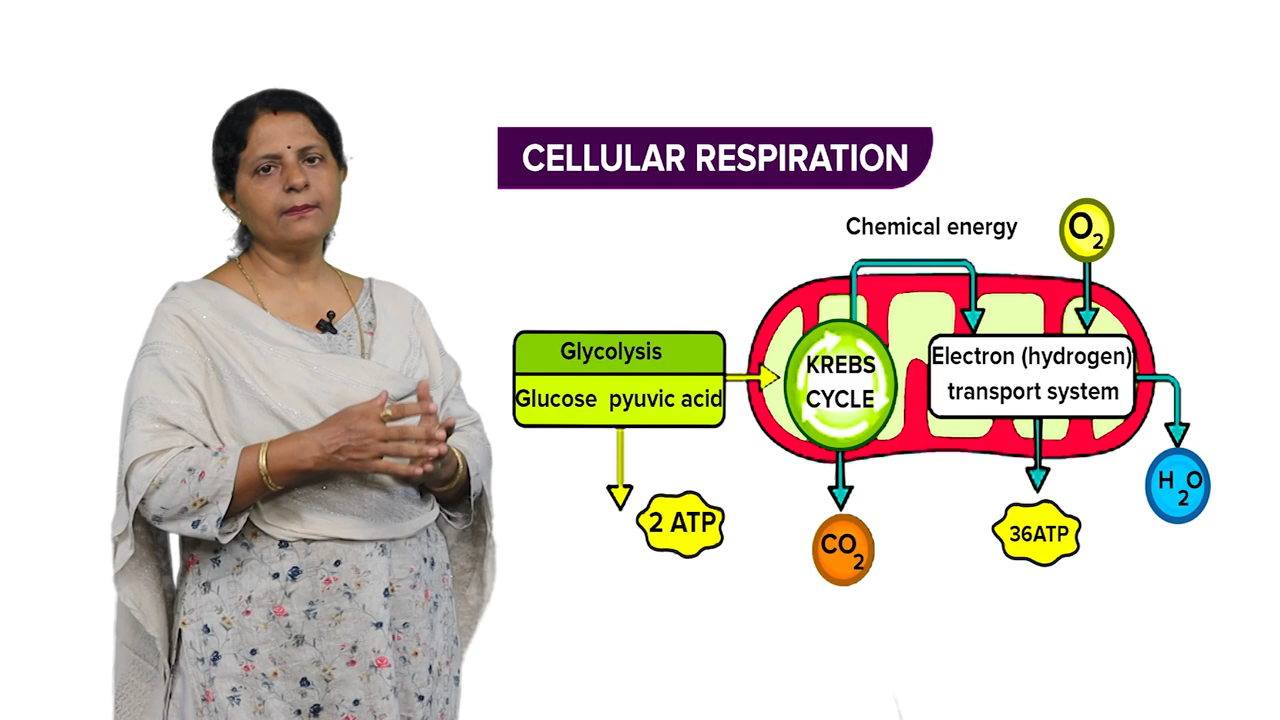 CELLULAR RESPIRATION
Chemical energy
O2
Glycolysis
Glucose pyuvic acid
KREBS
CYCLE
Electron (hydrogen)
transport system
2 ATP
CO2
36ATP
H2O